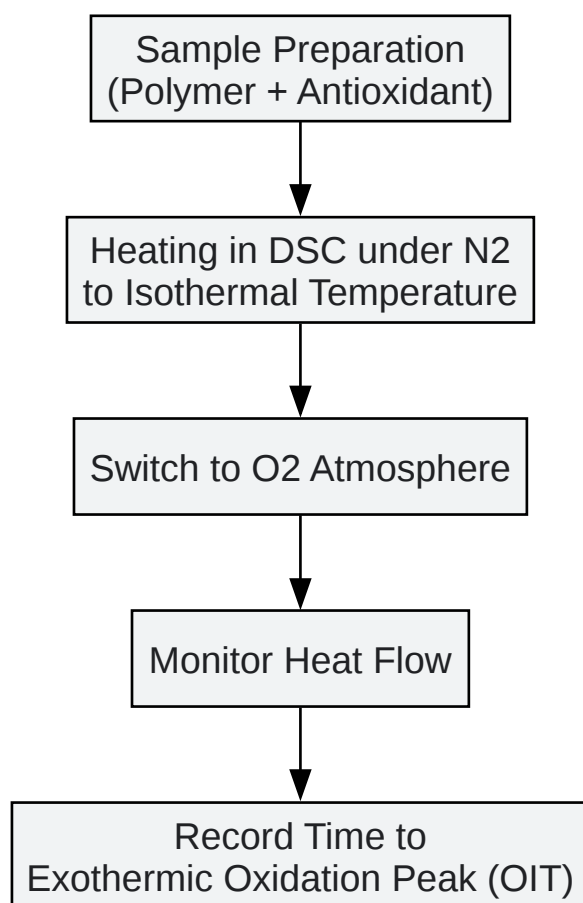 Sample Preparation
(Polymer + Antioxidant)
Heating in DSC under N2
to Isothermal Temperature
Switch to O2 Atmosphere
Monitor Heat Flow
Record Time to
Exothermic Oxidation Peak (OIT)